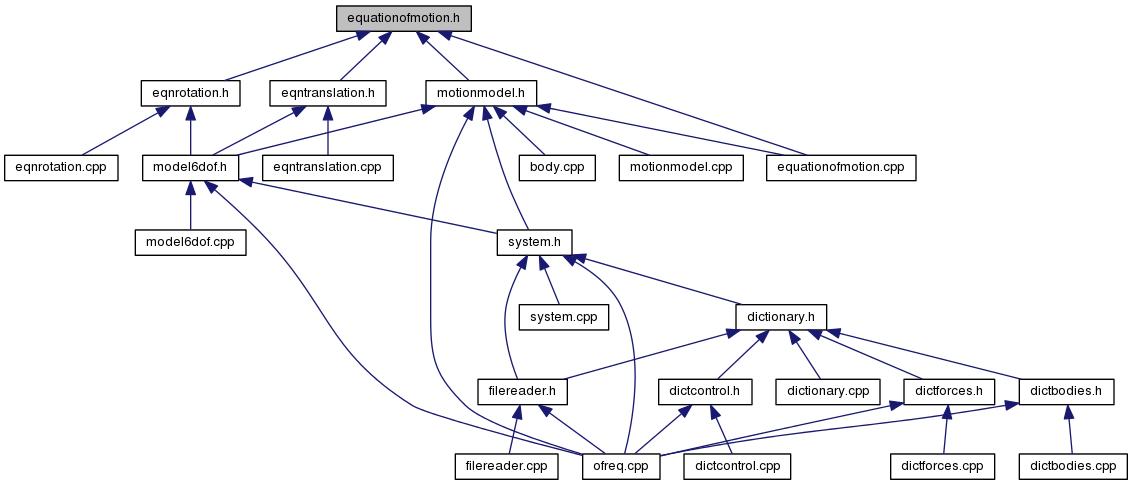 equationofmotion.h
eqnrotation.h
eqntranslation.h
motionmodel.h
eqnrotation.cpp
model6dof.h
eqntranslation.cpp
body.cpp
motionmodel.cpp
equationofmotion.cpp
model6dof.cpp
system.h
system.cpp
dictionary.h
filereader.h
dictcontrol.h
dictionary.cpp
dictforces.h
dictbodies.h
filereader.cpp
ofreq.cpp
dictcontrol.cpp
dictforces.cpp
dictbodies.cpp